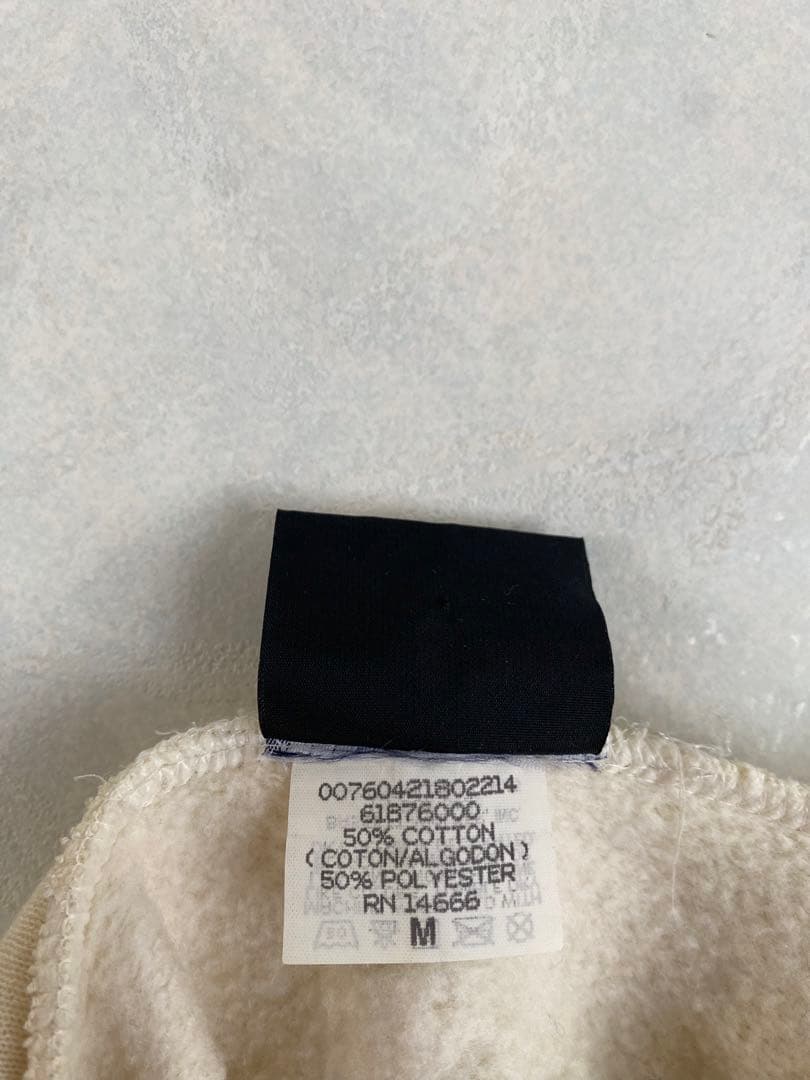 00760421802214
61876000
50% COTTON
( COTON/ALGODON )
50% POLYESTER
RN 14666
M